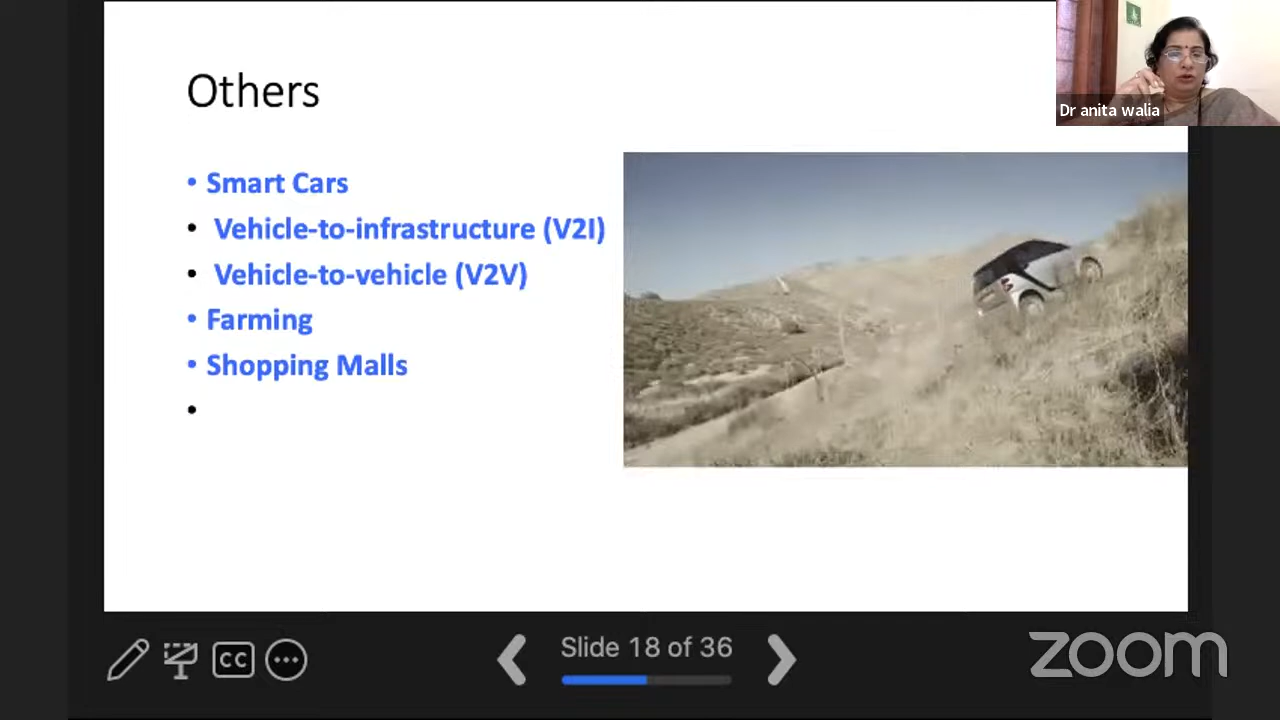 Others
• Smart Cars
• Vehicle-to-infrastructure (V2I)
• Vehicle-to-vehicle (V2V)
• Farming
• Shopping Malls
•
Dr anita walia
CC
Slide 18 of 36
zoom